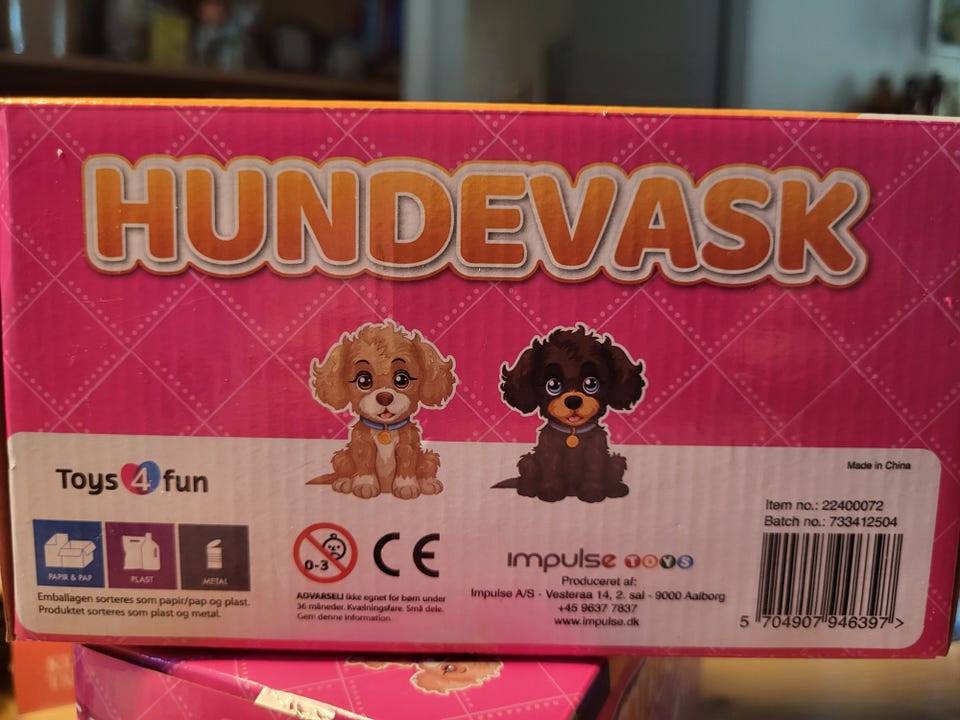 HUNDEVASK
Toys 4 fun
PAPIR & PAP
PLAST
METAL
Emballagen sorteres som papir/pap og plast.
Produktet sorteres som plast og metal.
0-3
CE
ADVARSEL! Ikke egnet for børn under
36 måneder. Kvælningsfare. Små dele.
Gem denne information.
impulse TOYS
Produceret af:
Impulse A/S - Vesteraa 14, 2. sal - 9000 Aalborg
+45 9637 7837
www.impulse.dk
Made in China
Item no.: 22400072
Batch no.: 733412504
5 704907 946397 >